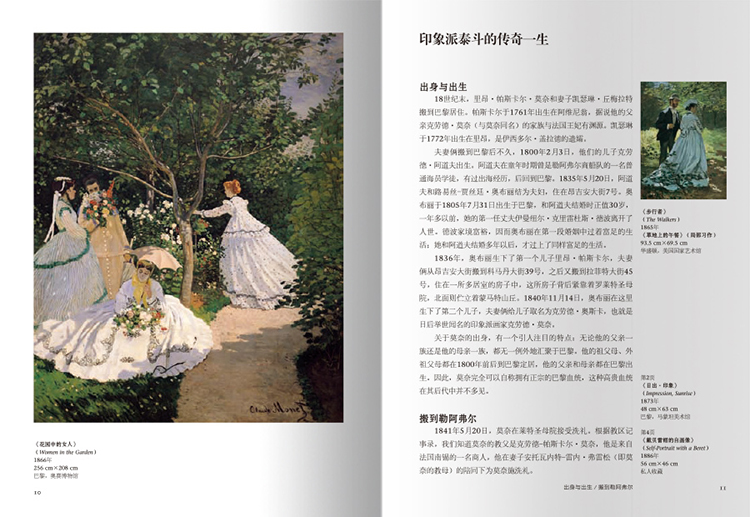 Claude Monet
《花园中的女人》
(Women in the Garden)
1866年
256 cm×208 cm
巴黎，奥赛博物馆
10
印象派泰斗的传奇一生
出身与出生
18世纪末，里昂·帕斯卡尔·莫奈和妻子凯瑟琳·丘梅拉特
搬到巴黎居住。帕斯卡尔于1761年出生在阿维尼翁，据说他的父
亲克劳德·莫奈（与莫奈同名）的家族与法国王妃有渊源。凯瑟琳
于1772年出生在里昂，是伊西多尔·盖拉德的遗孀。
夫妻俩搬到巴黎后不久，1800年2月3日，他们的儿子克劳
德·阿道夫出生。阿道夫在童年时期曾是勒阿弗尔商船队的一名普
通海员学徒，有过出海经历，后回到巴黎。1835年5月20日，阿道
夫和路易丝-贾丝廷·奥布丽结为夫妇，住在昂吉安大街7号。奥
布丽于1805年7月31日出生于巴黎，和阿道夫结婚时正值30岁，
一年多以前，她的第一任丈夫伊曼纽尔·克里雷杜斯·德波离开了
人世。德波家境富裕，因而奥布丽在第一段婚姻中过着富足的生
活；她和阿道夫结婚多年以后，才过上了同样富足的生活。
1836年，奥布丽生下了第一个儿子里昂·帕斯卡尔，夫妻
俩从昂吉安大街搬到科马丹大街39号，之后又搬到拉菲特大街45
号，住在一所多居室的房子中，这所房子背后紧靠着罗莱特圣母
院，北面则伫立着蒙马特山丘。1840年11月14日，奥布丽在这里
生下了第二个儿子，夫妻俩给儿子取名为克劳德·奥斯卡，也就是
日后举世闻名的印象派画家克劳德·莫奈。
关于莫奈的出身，有一个引人注目的特点：无论他的父亲一
族还是他的母亲一族，都无一例外地汇聚于巴黎。他的祖父母、外
祖父母都在1800年前后到巴黎定居，他的父亲和母亲都在巴黎出
生。因此，莫奈完全可以自称拥有正宗的巴黎血统，这种高贵血统
在其后代中并不多见。
搬到勒阿弗尔
1841年5月20日，莫奈在莱特圣母院接受洗礼，根据教区记
事录，我们知道莫奈的教父是克劳德-帕斯卡尔·莫奈，他是来自
法国南锡的一名商人，他在妻子安托瓦内特-雷内·弗雷松（即莫
奈的教母）的陪同下为莫奈施洗礼。
《步行者》
(The Walkers)
1865年
《草地上的午餐》（局部习作）
93.5 cm×69.5 cm
华盛顿，美国国家艺术馆
第2页
《日出·印象》
(Impression, Sunrise)
1873年
48 cm×63 cm
巴黎，马蒙坦美术馆
第4页
《戴贝雷帽的自画像》
(Self-Portrait with a Beret)
1886年
56 cm×46 cm
私人收藏
出身与出生 / 搬到勒阿弗尔
11